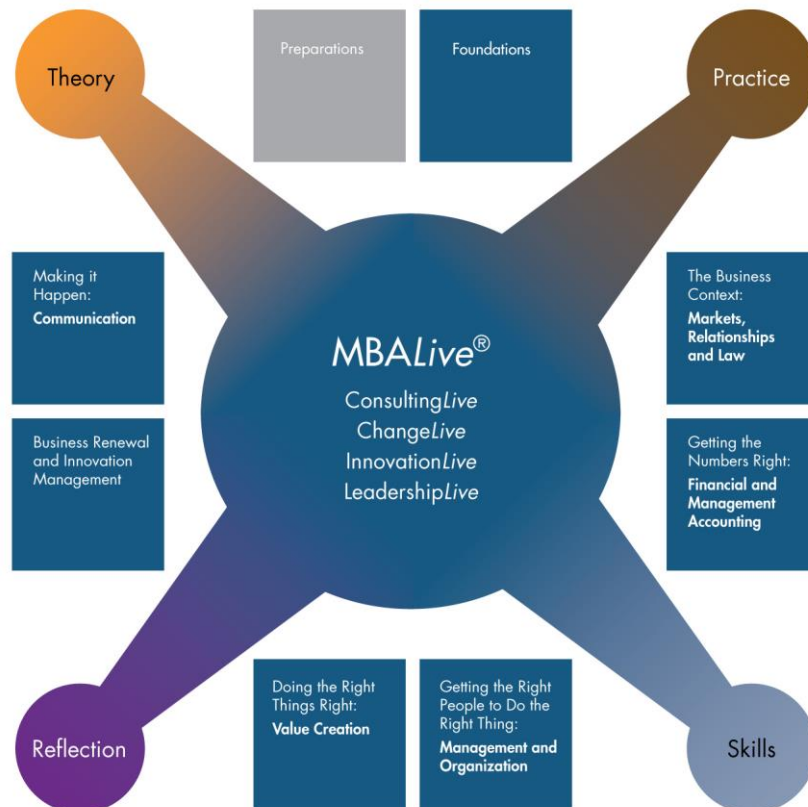 Theory
Preparations
Foundations
Practice
Making it
Happen:
Communication
The Business
Context:
Markets,
Relationships
and Law
MBALive®
ConsultingLive
ChangeLive
InnovationLive
LeadershipLive
Business Renewal
and Innovation
Management
Getting the
Numbers Right:
Financial and
Management
Accounting
Reflection
Doing the Right
Things Right:
Value Creation
Getting the Right
People to Do the
Right Thing:
Management and
Organization
Skills